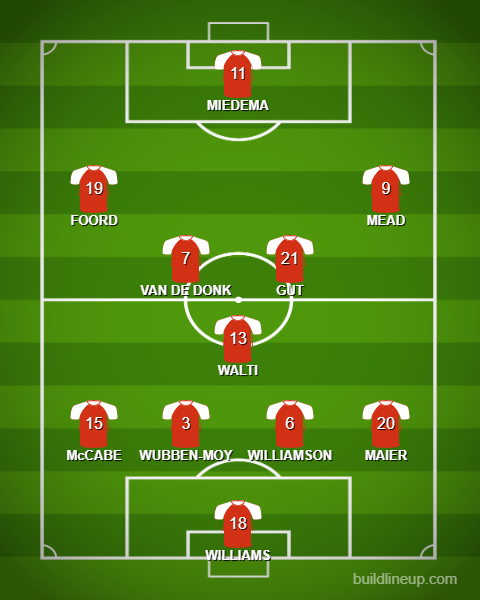 11
MIEDEMA
19
FOORD
9
MEAD
7
VAN DE DONK
21
GUT
13
WALTI
15
McCABE
3
WUBBEN-MOY
6
WILLIAMSON
20
MAIER
18
WILLIAMS
buildlineup.com